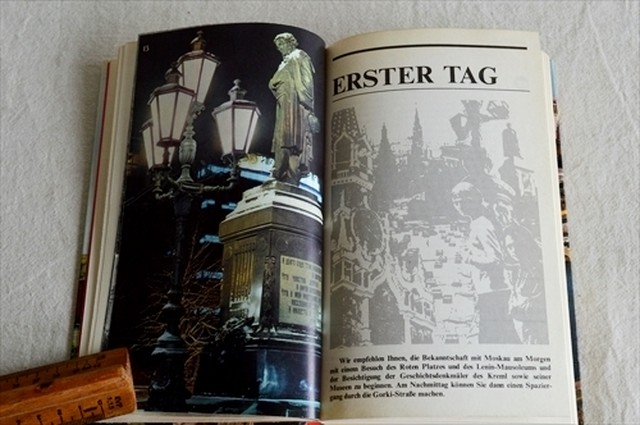 ERSTER TAG
Wir empfehlen Ihnen, die Bekanntschaft mit Moskau am Morgen
mit einem Besuch des Roten Platzes und des Lenin-Mausoleums und
der Besichtigung der Geschichtsdenkmäler des Kreml sowie seiner
Museen zu beginnen. Am Nachmittag können Sie dann einen Spazier-
gang durch die Gorki-Straße machen.